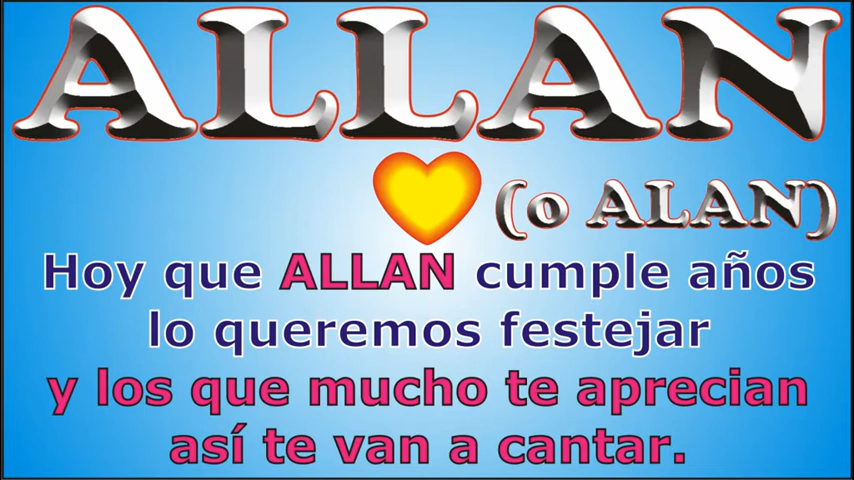 ALLAN
(o ALAN)
Hoy que ALLAN cumple años
lo queremos festejar
y los que mucho te aprecian
así te van a cantar.